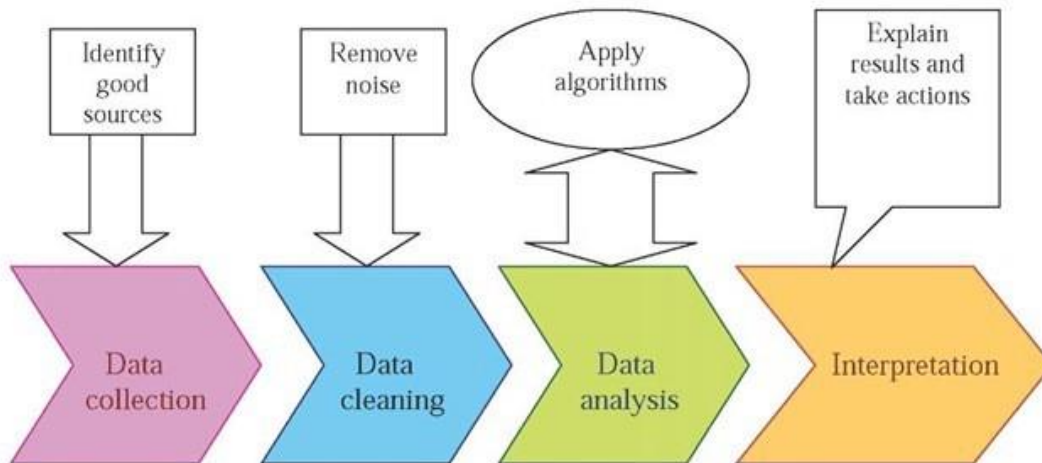 Identify
good
sources
Remove
noise
Apply
algorithms
Explain
results and
take actions
Data
collection
Data
cleaning
Data
analysis
Interpretation